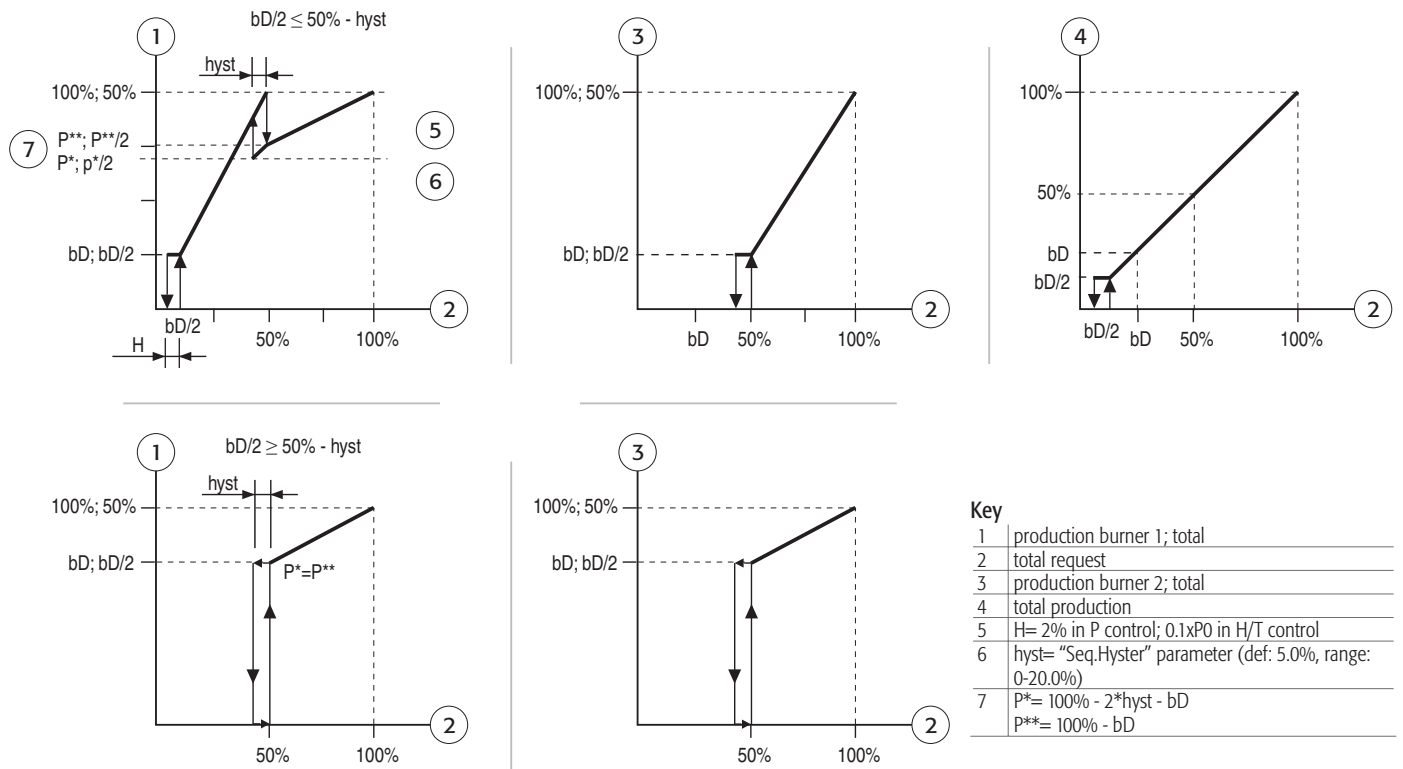 bD/2 ≤ 50% - hyst
1
hyst
100%; 50%
7
P**; P**/2
P*; p*/2
5
6
bD; bD/2
2
bD/2
50%
100%
H
3
100%; 50%
bD; bD/2
2
bD
50%
100%
4
100%
50%
bD
bD/2
2
bD/2
bD
50%
100%
1
bD/2 ≥ 50% - hyst
hyst
100%; 50%
bD; bD/2
P*=P**
2
50%
100%
3
100%; 50%
bD; bD/2
2
50%
100%
Key
1 production burner 1; total
2 total request
3 production burner 2; total
4 total production
5 H= 2% in P control; 0.1xP0 in H/T control
6 hyst= “Seq.Hyster” parameter (def: 5.0%, range:
0-20.0%)
7 P*= 100% - 2*hyst - bD
P**= 100% - bD